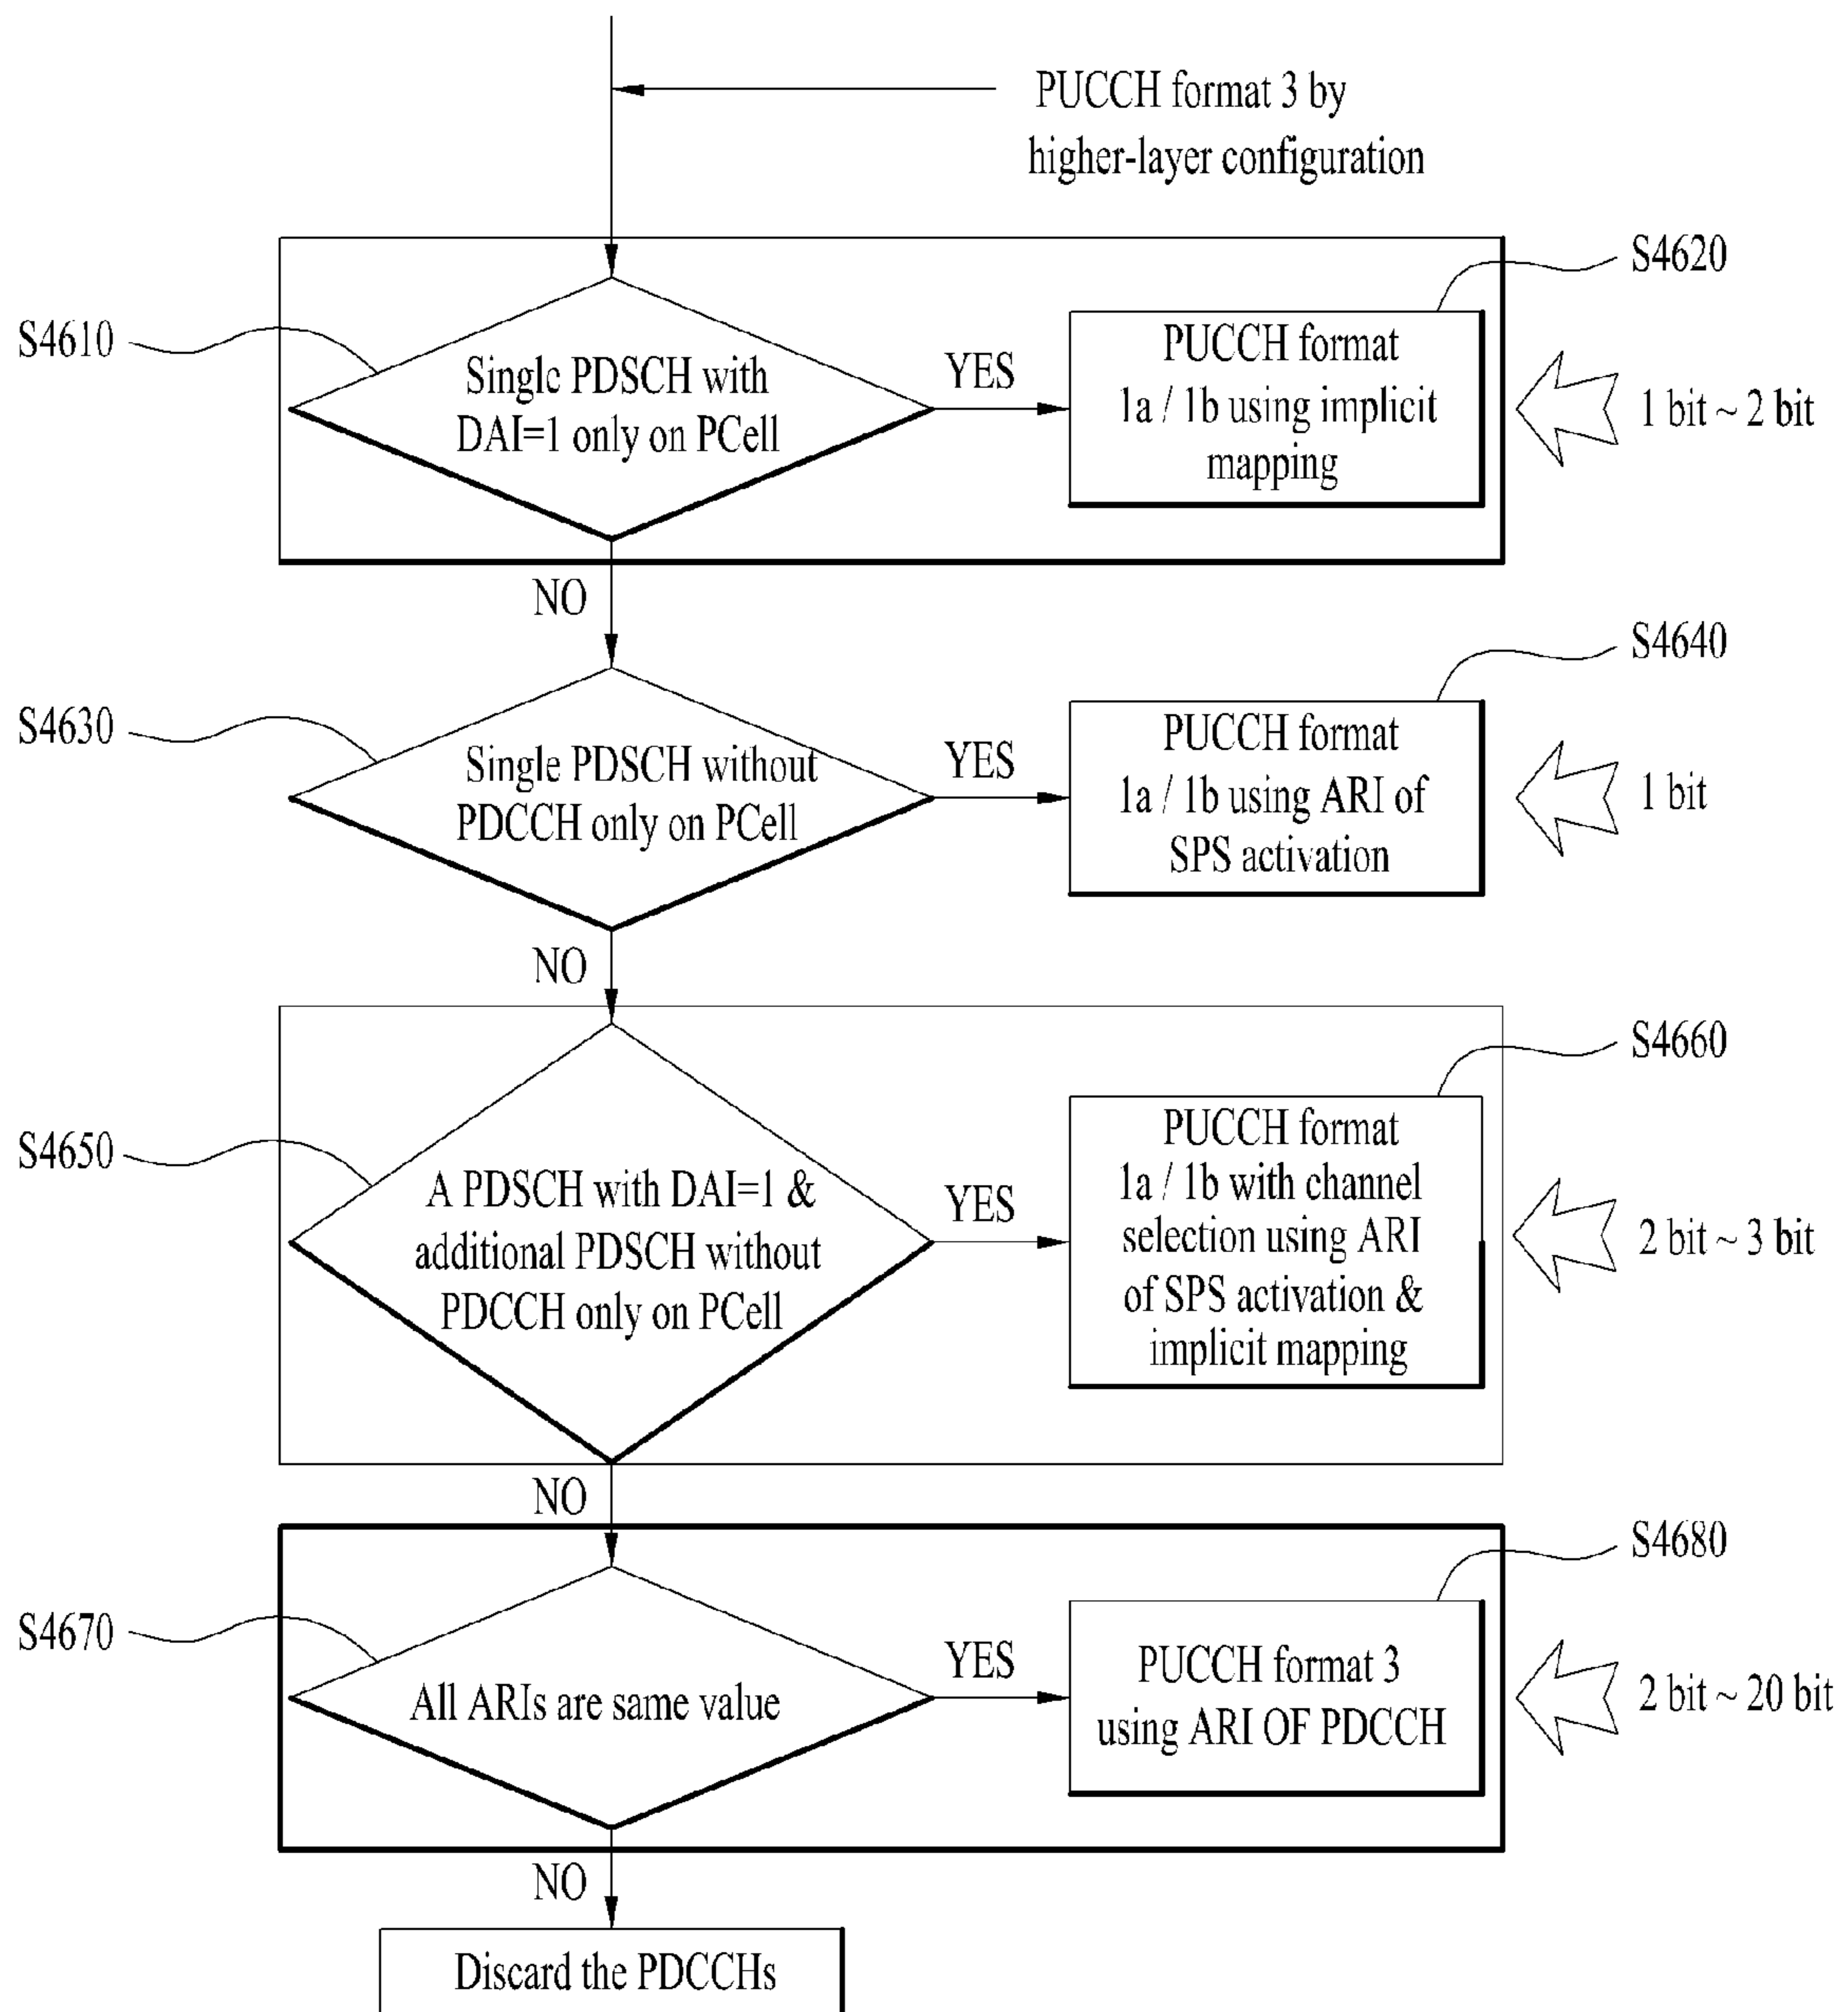 PUCCH format 3 by
higher-layer configuration
S4610
Single PDSCH with
DAI=1 only on PCell
YES
S4620
PUCCH format
1a / 1b using implicit
mapping
1 bit ~ 2 bit
NO
S4630
Single PDSCH without
PDCCH only on PCell
YES
S4640
PUCCH format
1a / 1b using ARI of
SPS activation
1 bit
NO
S4650
A PDSCH with DAI=1 &
additional PDSCH without
PDCCH only on PCell
YES
S4660
PUCCH format
1a / 1b with channel
selection using ARI
of SPS activation &
implicit mapping
2 bit ~ 3 bit
NO
S4670
All ARIs are same value
YES
S4680
PUCCH format 3
using ARI OF PDCCH
2 bit ~ 20 bit
NO
Discard the PDCCHs